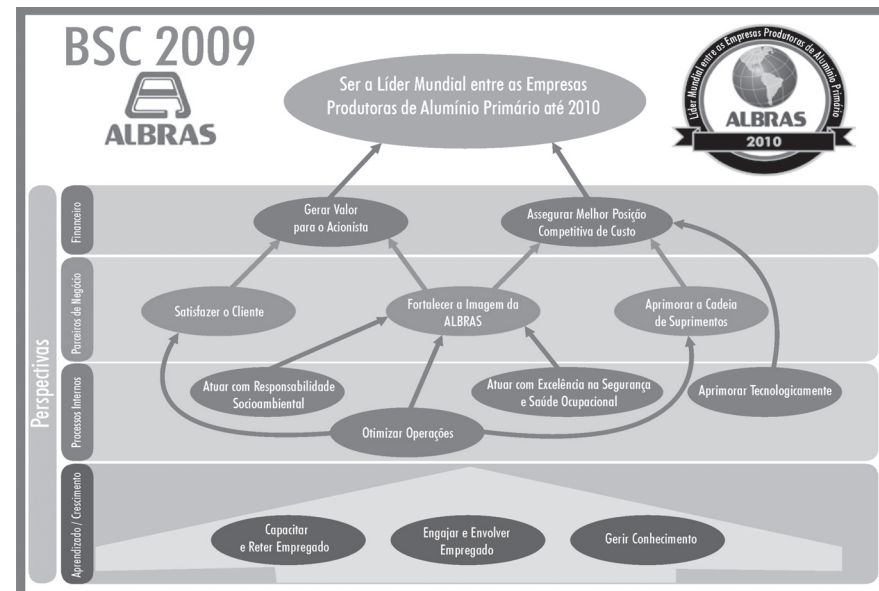 BSC 2009
ALBRAS
Ser a Líder Mundial entre as Empresas
Produtoras de Alumínio Primário até 2010
Líder Mundial entre as Empresas Produtoras de Alumínio Primário
ALBRAS
2010
Perspectivas
Financeiro
Gerar Valor
para o Acionista
Assegurar Melhor Posição
Competitiva de Custo
Parceiros de Negócio
Satisfazer o Cliente
Fortalecer a Imagem da
ALBRAS
Aprimorar a Cadeia
de Suprimentos
Processos Internos
Atuar com Responsabilidade
Socioambiental
Atuar com Excelência na Segurança
e Saúde Ocupacional
Aprimorar Tecnologicamente
Otimizar Operações
Aprendizado / Crescimento
Capacitar
e Reter Empregado
Engajar e Envolver
Empregado
Gerir Conhecimento